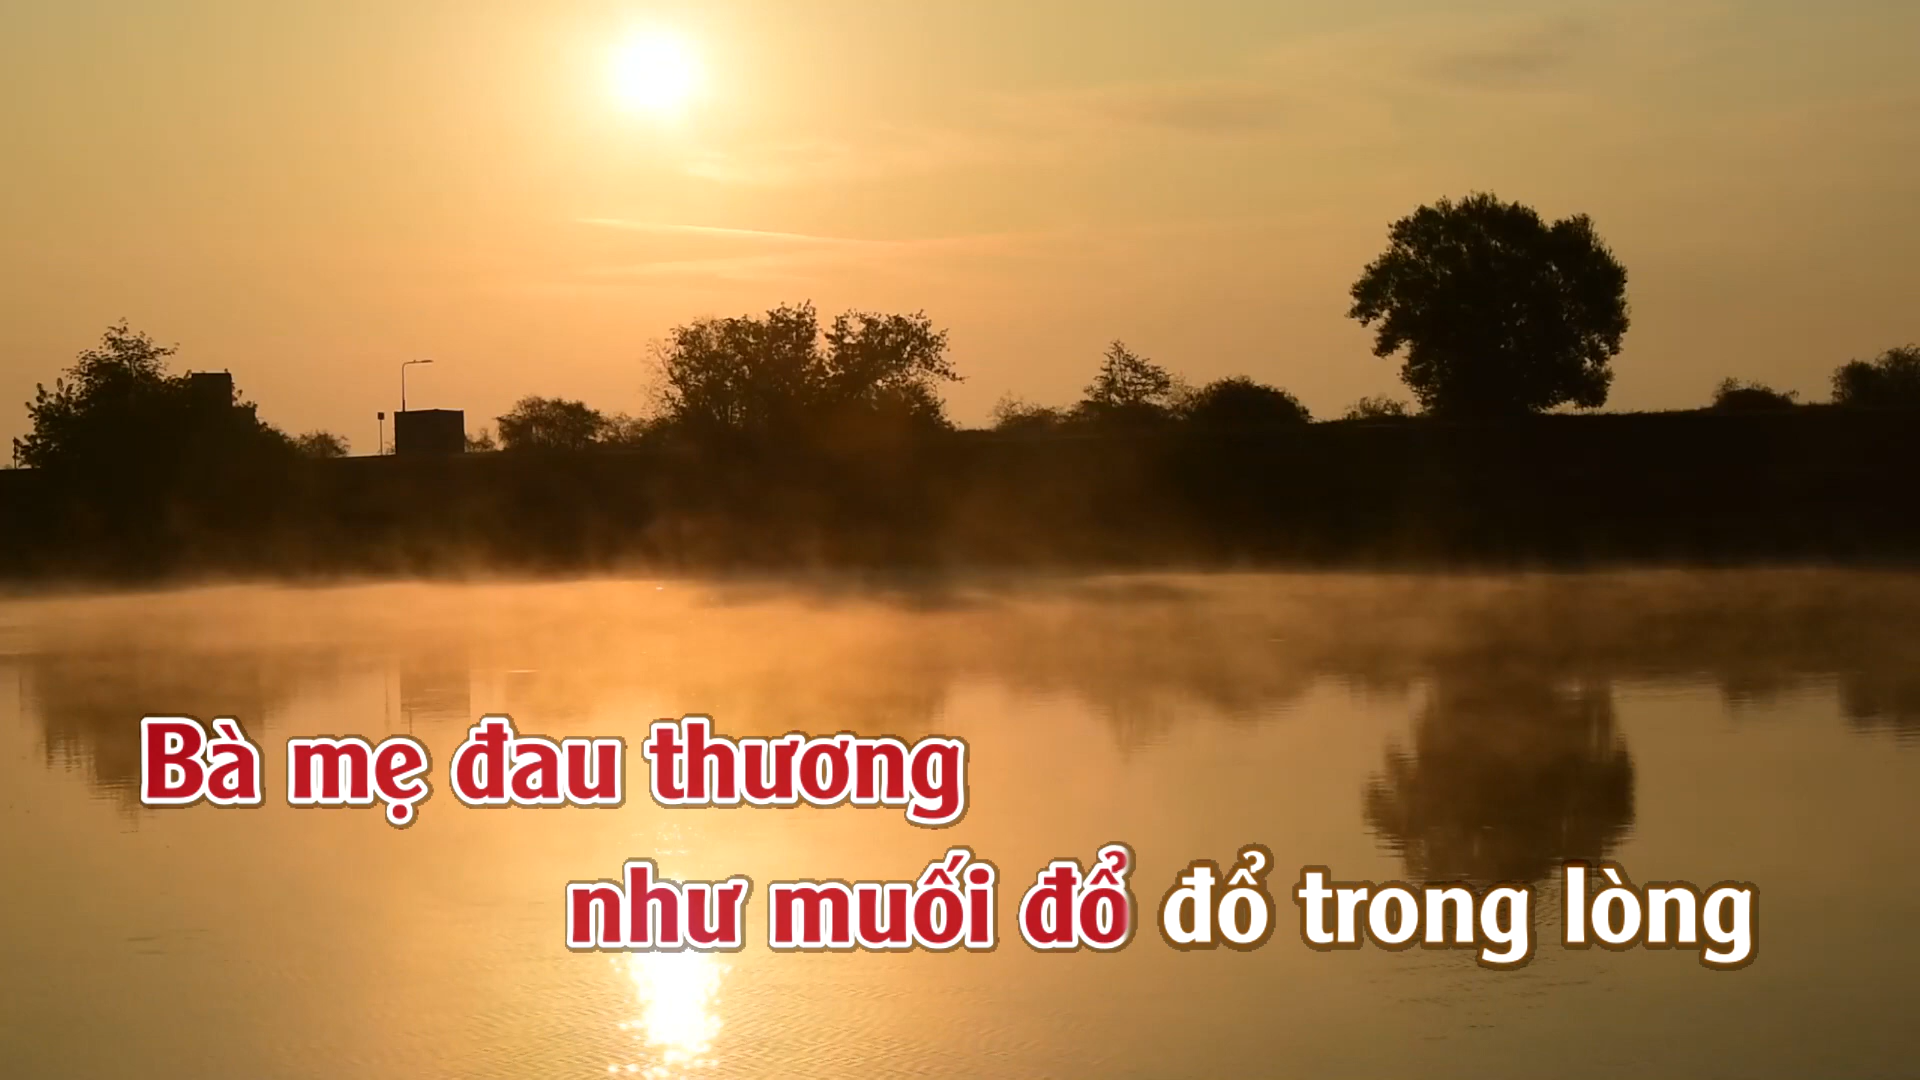 Bà mẹ đau thương
như muối đổ đổ trong lòng